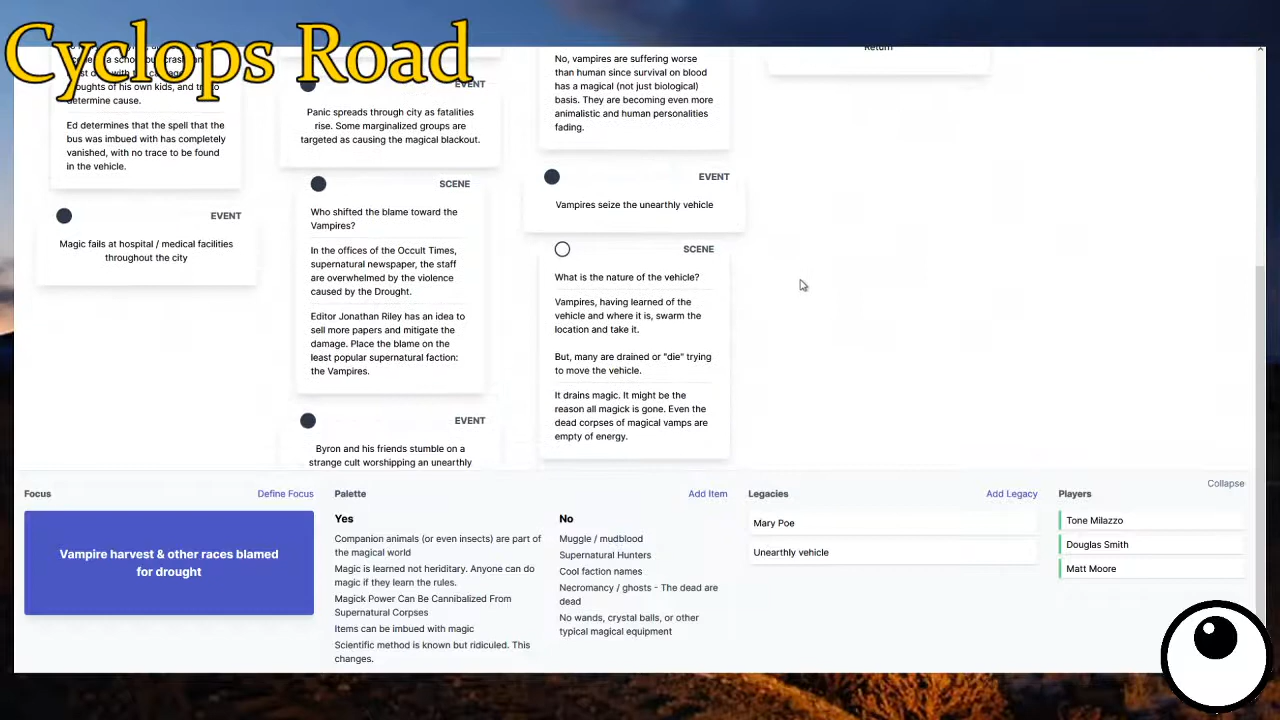 Cyclops Road
determine cause.
Ed determines that the spell that the
bus was imbued with has completely
vanished, with no trace to be found
in the vehicle.
EVENT
Magic fails at hospital / medical facilities
throughout the city
EVENT
Panic spreads through city as fatalities
rise. Some marginalized groups are
targeted as causing the magical blackout.
SCENE
Who shifted the blame toward the
Vampires?
In the offices of the Occult Times,
supernatural newspaper, the staff
are overwhelmed by the violence
caused by the Drought.
Editor Jonathan Riley has an idea to
sell more papers and mitigate the
damage. Place the blame on the
least popular supernatural faction:
the Vampires.
EVENT
Byron and his friends stumble on a
strange cult worshipping an unearthly
No, vampires are suffering worse
than human since survival on blood
has a magical (not just biological)
basis. They are becoming even more
animalistic and human personalities
fading.
EVENT
Vampires seize the unearthly vehicle
SCENE
What is the nature of the vehicle?
Vampires, having learned of the
vehicle and where it is, swarm the
location and take it.
But, many are drained or "die" trying
to move the vehicle.
It drains magic. It might be the
reason all magick is gone. Even the
dead corpses of magical vamps are
empty of energy.
Return
Collapse
Focus
Define Focus
Vampire harvest & other races blamed
for drought
Palette
Add Item
Yes
Companion animals (or even insects) are part of
the magical world
Magic is learned not heriditary. Anyone can do
magic if they learn the rules.
Magick Power Can Be Cannibalized From
Supernatural Corpses
Items can be imbued with magic
Scientific method is known but ridiculed. This
changes.
No
Muggle / mudblood
Supernatural Hunters
Cool faction names
Necromancy / ghosts - The dead are
dead
No wands, crystal balls, or other
typical magical equipment
Legacies
Add Legacy
Mary Poe
Unearthly vehicle
Players
Tone Milazzo
Douglas Smith
Matt Moore